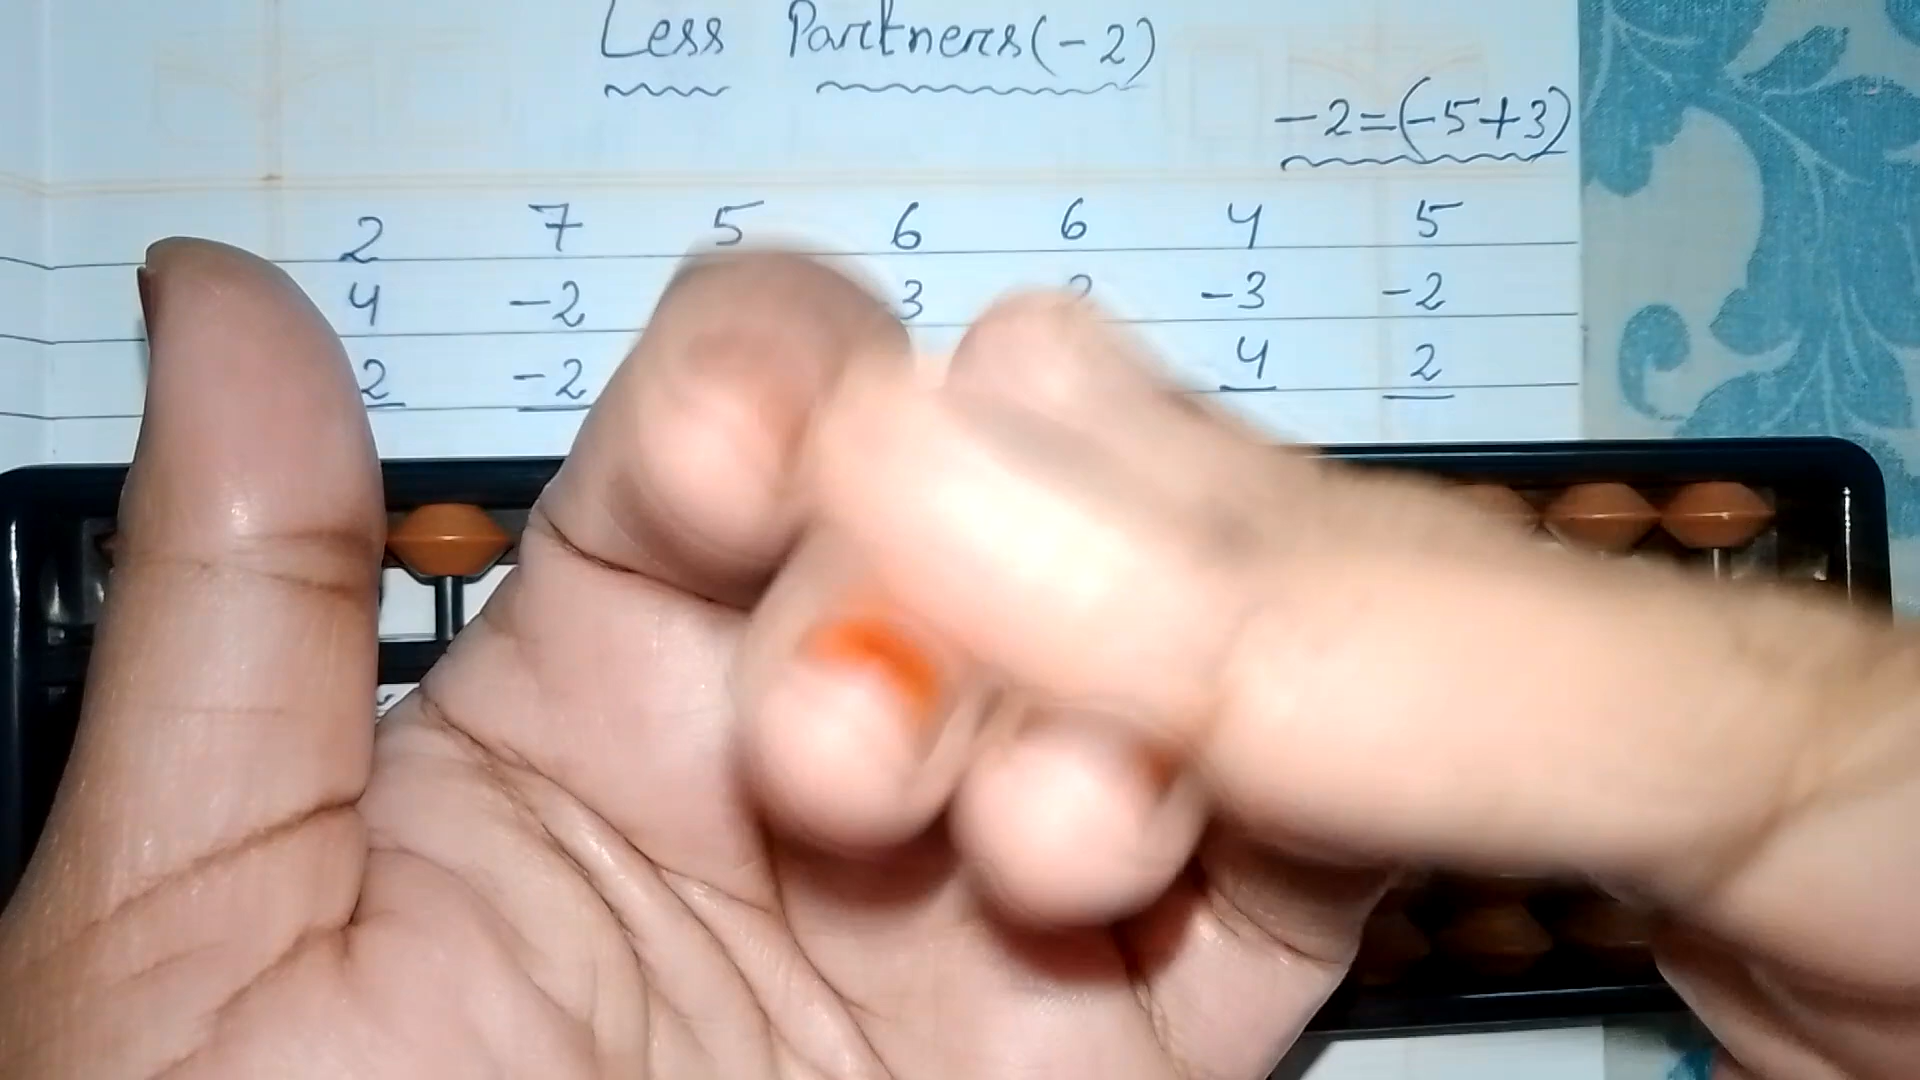 Less Partners (-2)
-2=(-5+3)
2 7 5 6 6 4 5
4 -2 3 -3 -2
2 -2 4 2